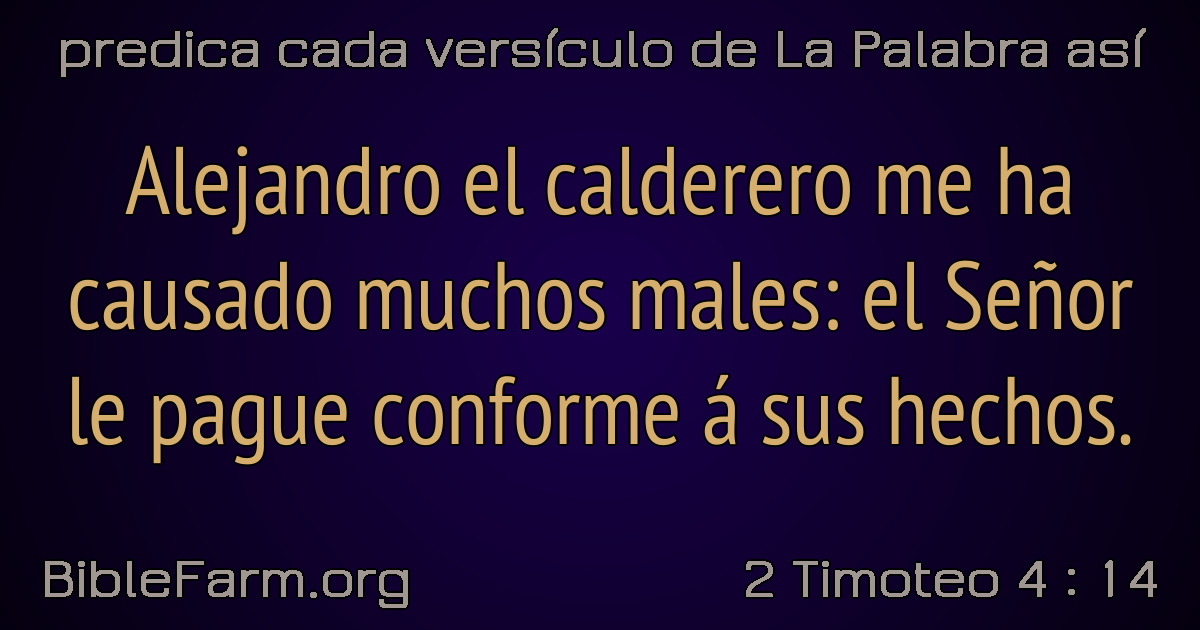 predica cada versículo de La Palabra así
Alejandro el calderero me ha
causado muchos males: el Señor
le pague conforme á sus hechos.
BibleFarm.org
2 Timoteo 4 : 14